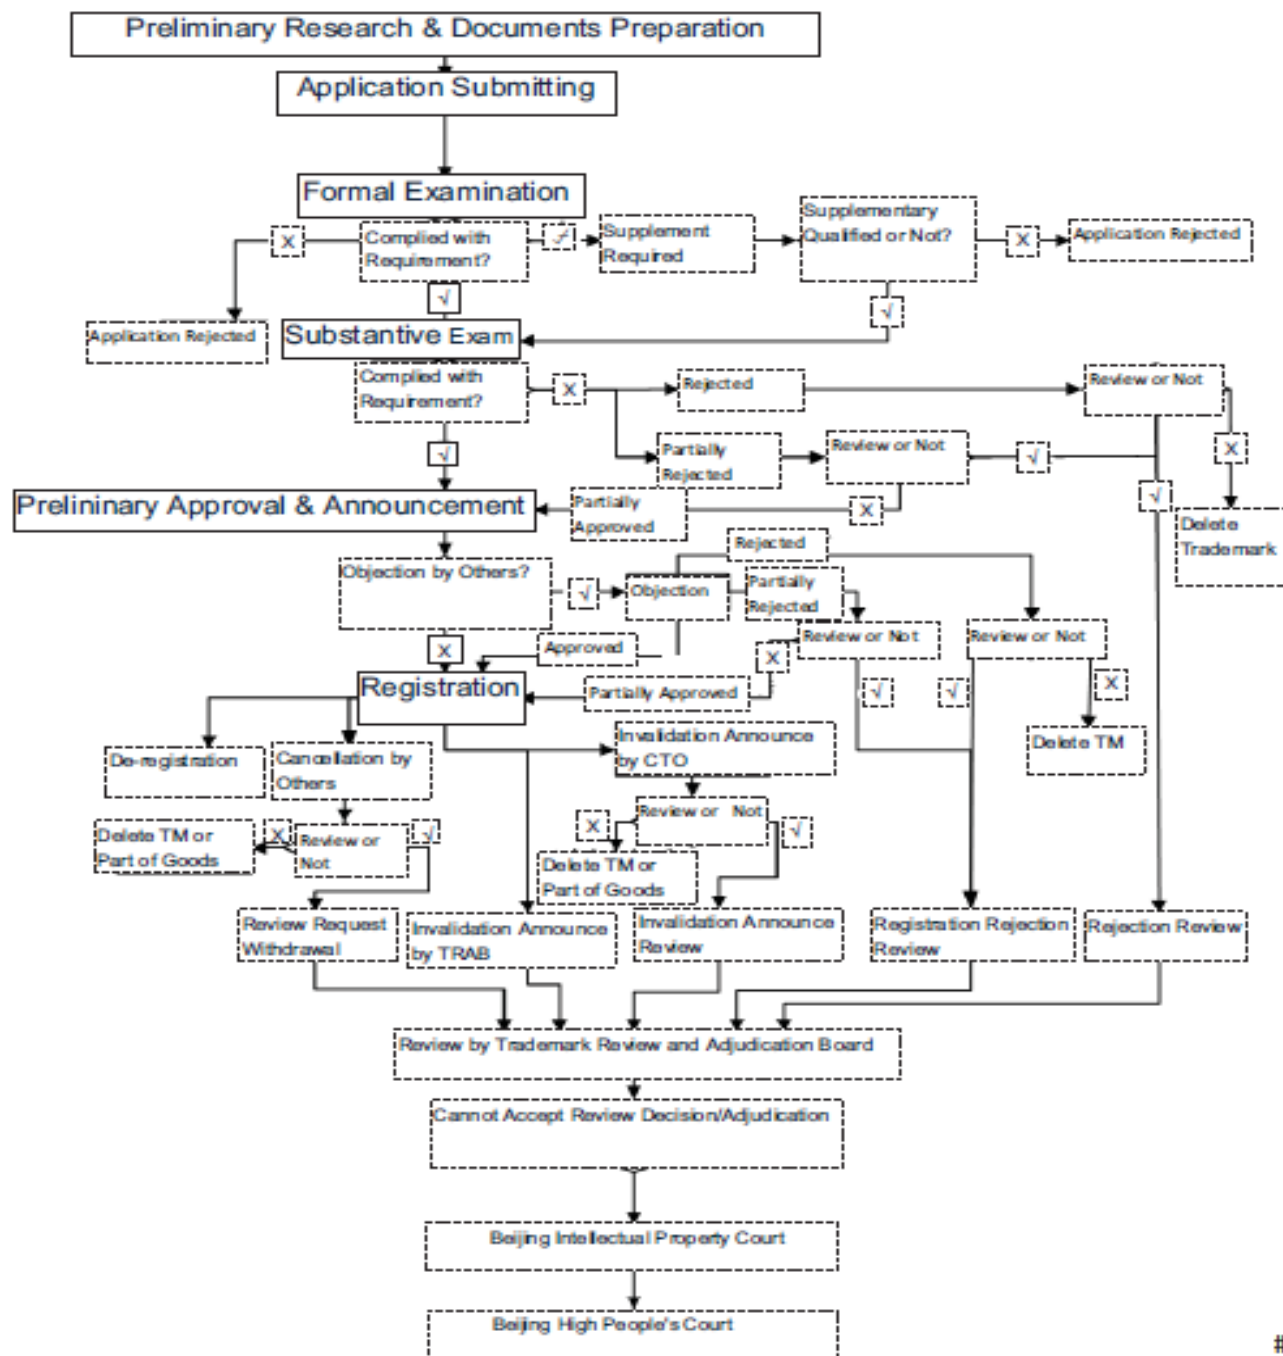 Preliminary Research & Documents Preparation
Application Submitting
Formal Examination
Complied with
Requirement?
X
Supplement
Required
Supplementary
Qualified or Not?
X
Application Rejected
√
√
Application Rejected
Substantive Exam
Complied with
Requirement?
X
Rejected
Review or Not
X
√
Partially
Rejected
Review or Not
√
√
Prelininary Approval & Announcement
Partially
Approved
X
Delete
Trademark
Objection by Others?
√
Objection
Rejected
Partially
Rejected
Review or Not
Review or Not
X
Approved
X
√
√
X
Registration
Partially Approved
Delete TM
De-registration
Cancellation by
Others
Invalidation Announce
by CTO
Delete TM or
Part of Goods
X
Review or
Not
√
X
Review or Not
√
Delete TM or
Part of Goods
Review Request
Withdrawal
Invalidation Announce
by TRAB
Invalidation Announce
Review
Registration Rejection
Review
Rejection Review
Review by Trademark Review and Adjudication Board
Cannot Accept Review Decision/Adjudication
Beijing Intellectual Property Court
Beijing High People's Court